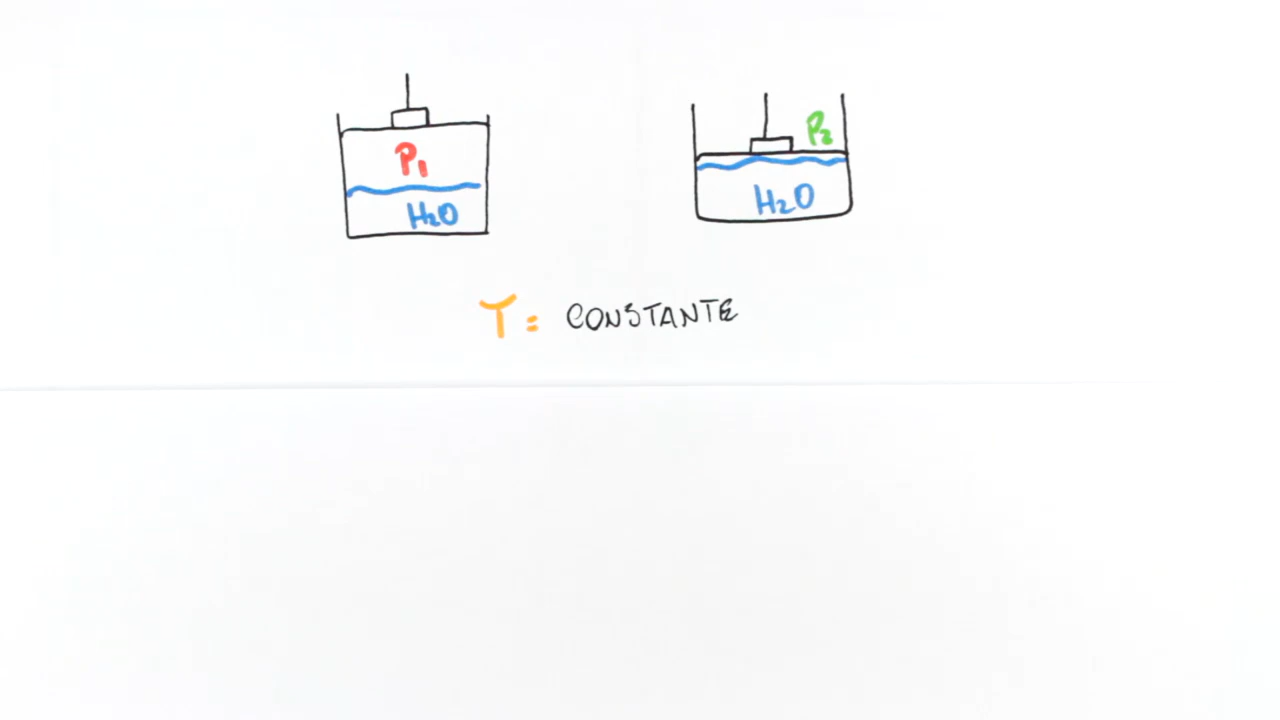 P₂
P₁
H₂O
H₂O
T = CONSTANTE